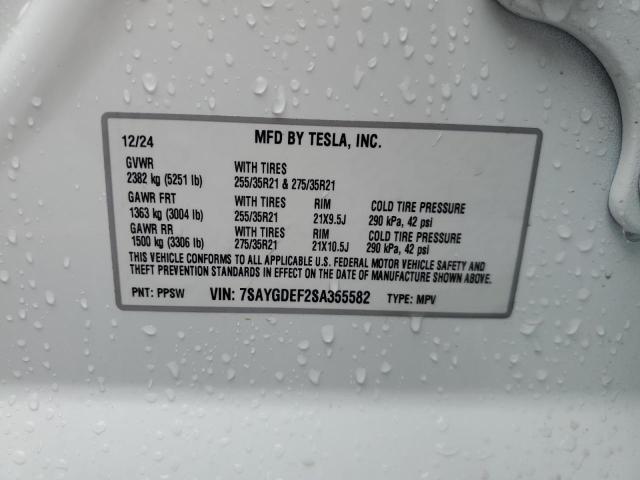 12/24 MFD BY TESLA, INC.
GVWR WITH TIRES
2382 kg (5251 lb) 255/35R21 & 275/35R21
GAWR FRT WITH TIRES RIM COLD TIRE PRESSURE
1363 kg (3004 lb) 255/35R21 21X9.5J 290 kPa, 42 psi
GAWR RR WITH TIRES RIM COLD TIRE PRESSURE
1500 kg (3306 lb) 275/35R21 21X10.5J 290 kPa, 42 psi
THIS VEHICLE CONFORMS TO ALL APPLICABLE U.S. FEDERAL MOTOR VEHICLE SAFETY AND
THEFT PREVENTION STANDARDS IN EFFECT ON THE DATE OF MANUFACTURE SHOWN ABOVE.
PNT: PPSW VIN: 7SAYGDEF2SA355582 TYPE: MPV